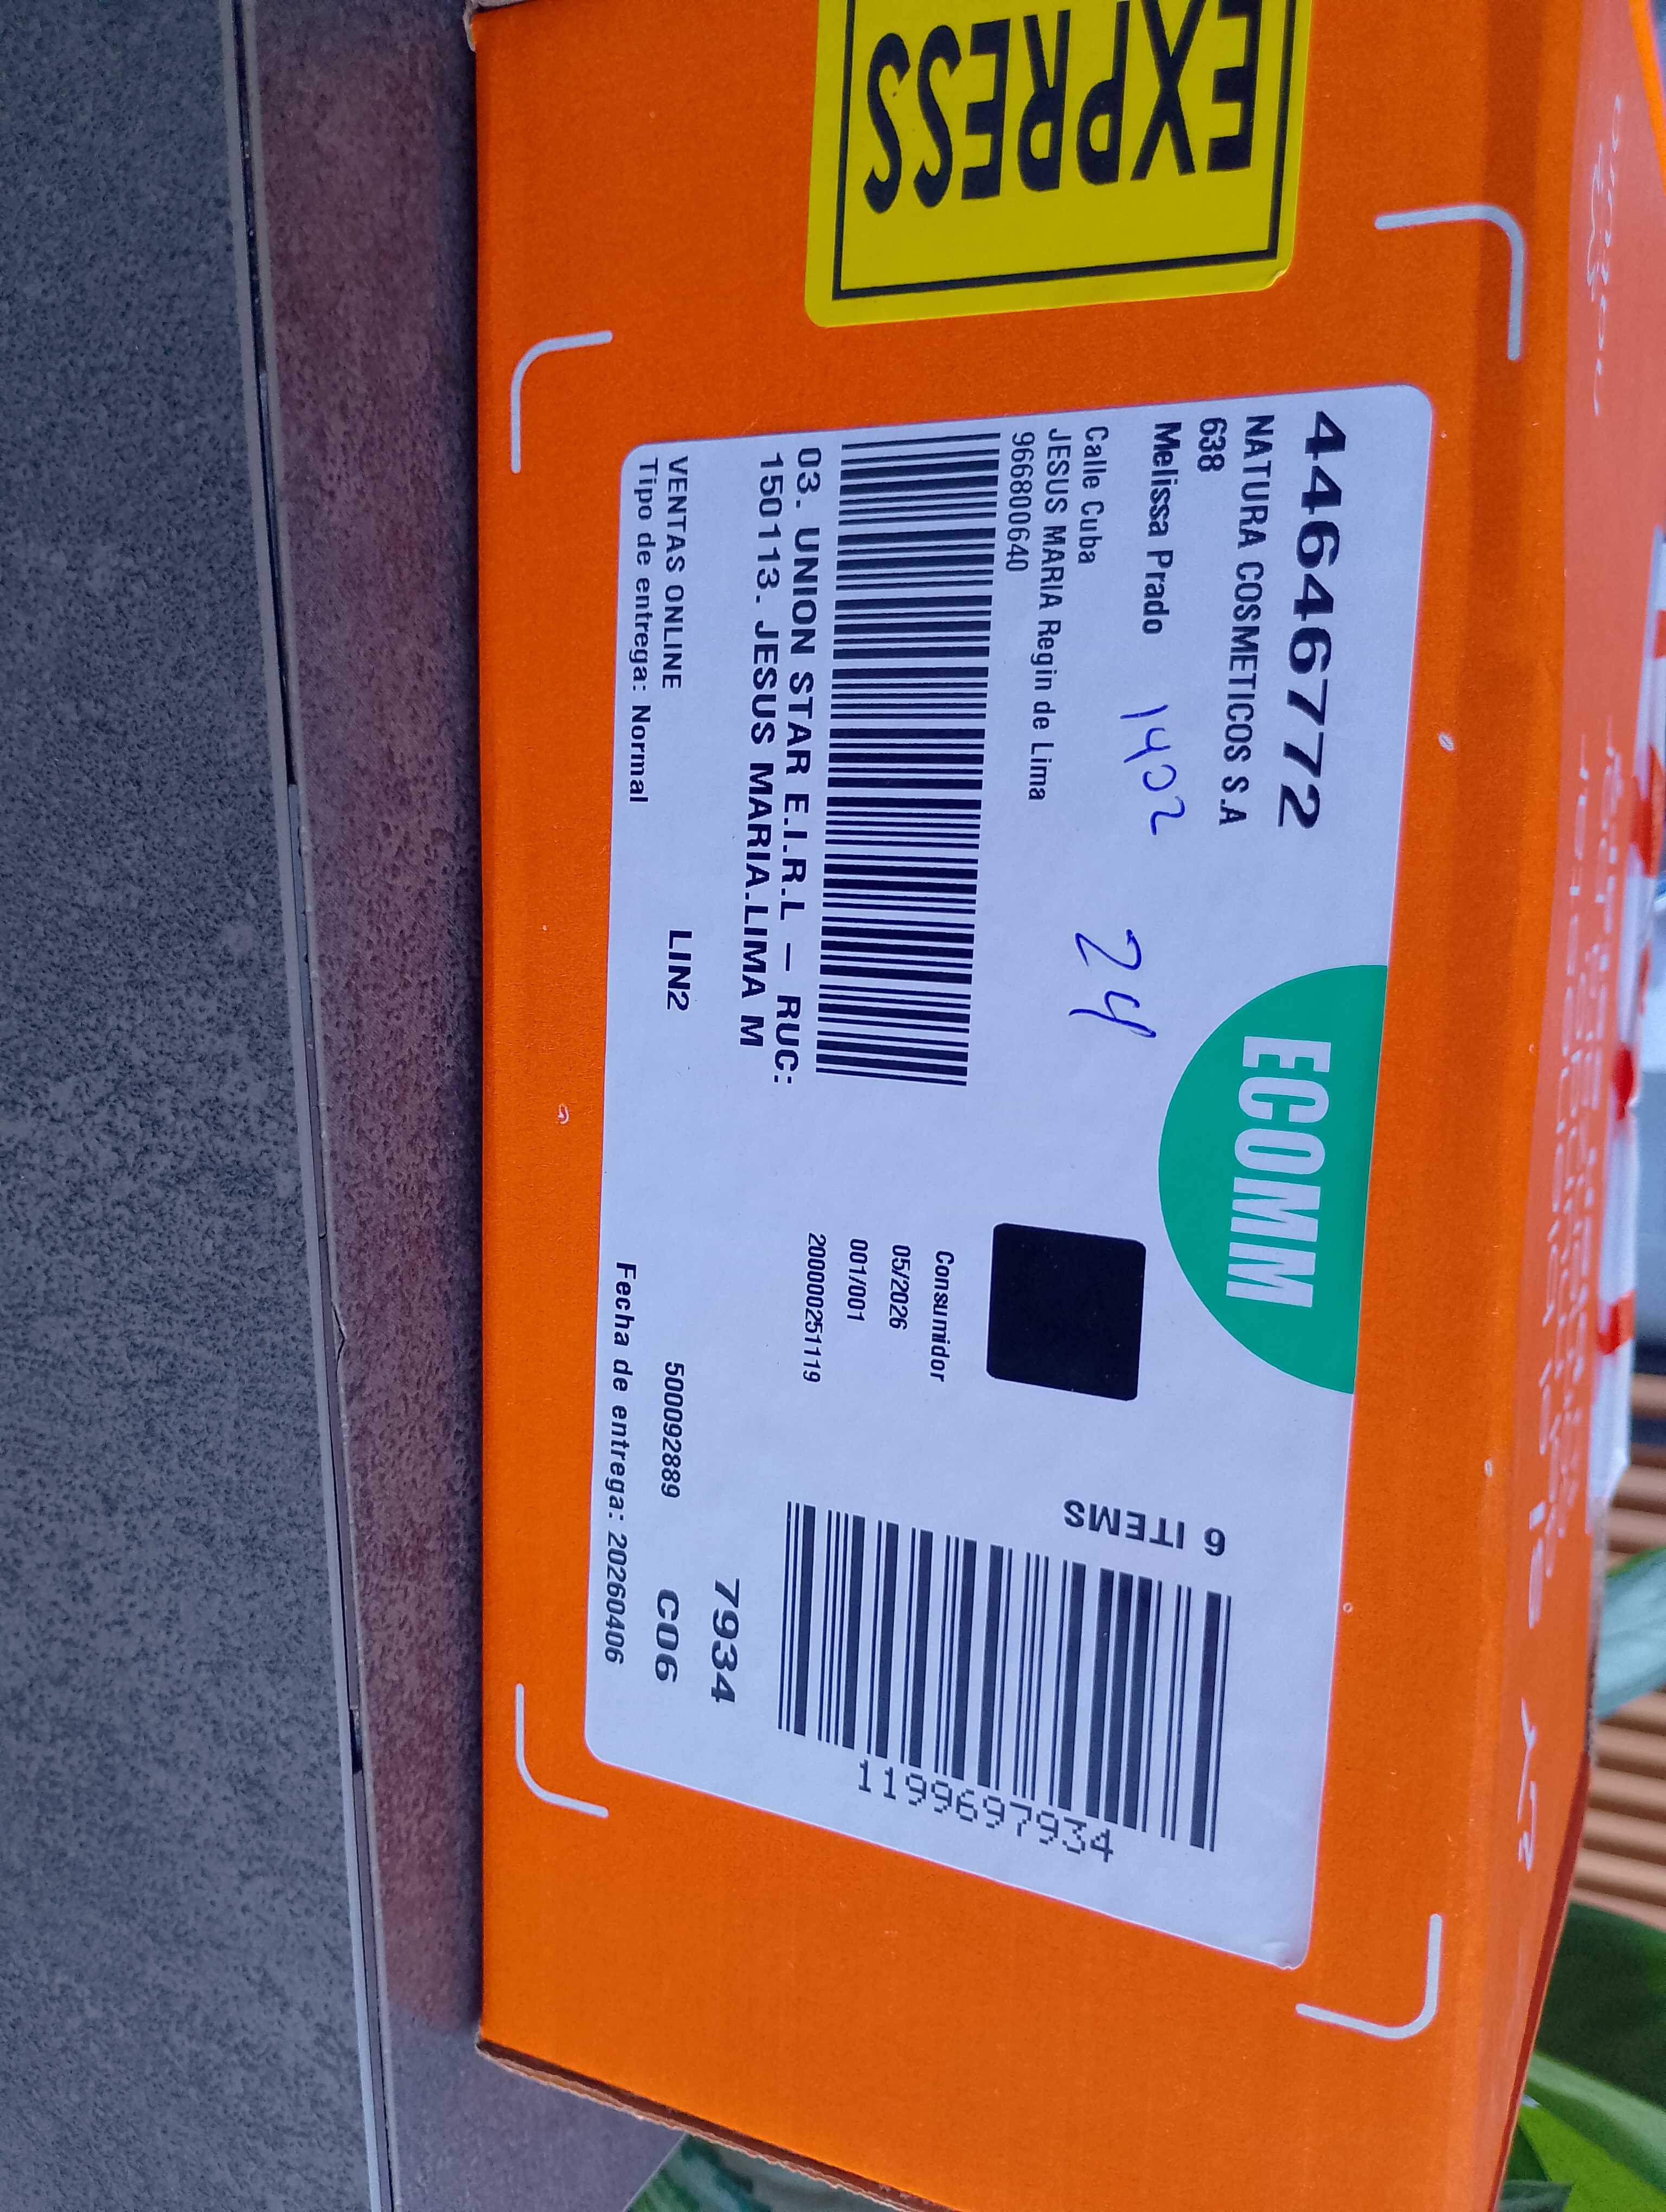 EXPRESS
44646772
NATURA COSMETICOS S.A
638
Melissa Prado
1402
24
Calle Cuba
JESUS MARIA Regin de Lima
966800640
03. UNION STAR E.I.R.L – RUC:
150113. JESUS MARIA.LIMA M
VENTAS ONLINE
LIN2
Tipo de entrega: Normal
ECOMM
Consumidor
05/2026
001/001
200000251119
6 ITEMS
1199697934
7934
500092889
C06
Fecha de entrega: 20260406